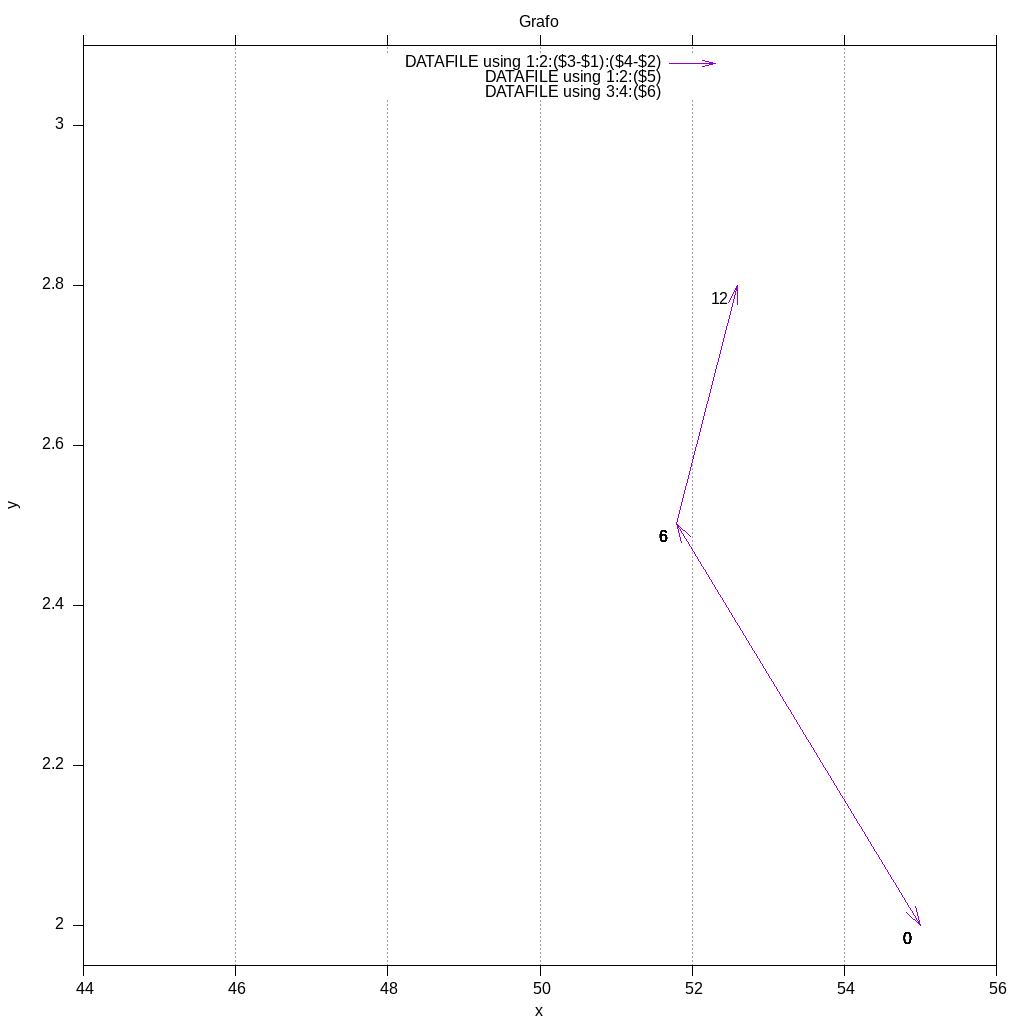 Grafo
DATAFILE using 1:2:($3-$1):($4-$2)
DATAFILE using 1:2:($5)
DATAFILE using 3:4:($6)
3
2.8
12
2.6
y
6
2.4
2.2
2
0
44 46 48 50 52 54 56
x